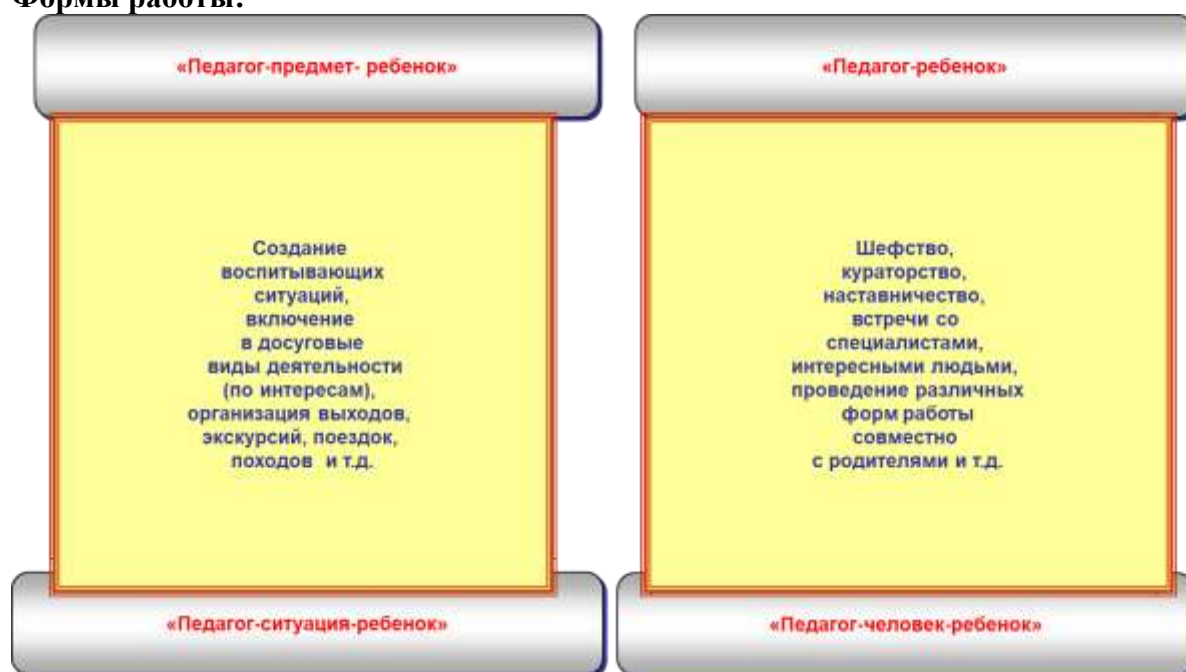 Формы работы:
«Педагог-предмет- ребенок»
Создание
воспитывающих
ситуаций,
включение
в досуговые
виды деятельности
(по интересам),
организация выходов,
экскурсий, поездок,
походов и т.д.
«Педагог-ситуация-ребенок»
«Педагог-ребенок»
Шефство,
кураторство,
наставничество,
встречи со
специалистами,
интересными людьми,
проведение различных
форм работы
совместно
с родителями и т.д.
«Педагог-человек-ребенок»